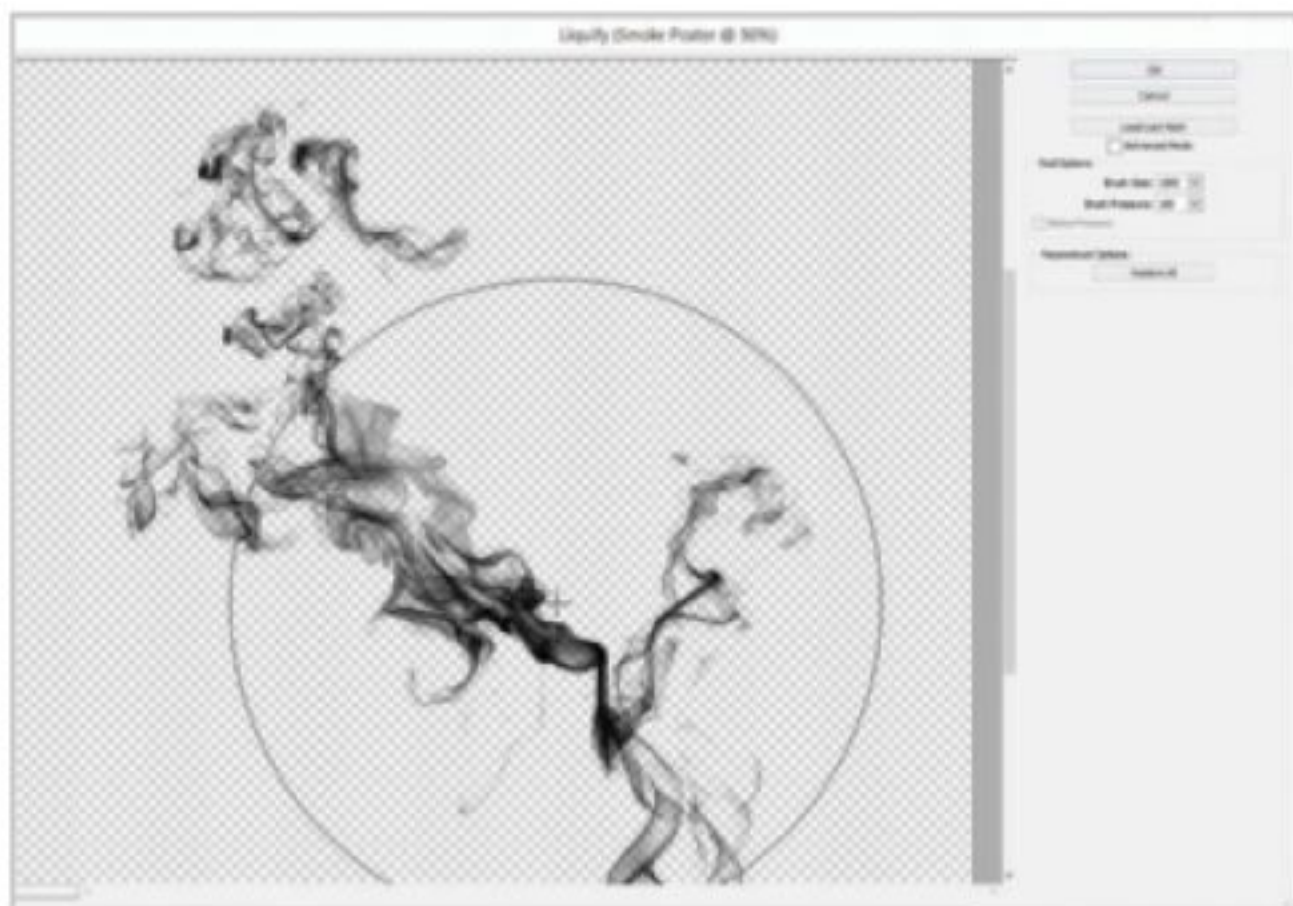 Liquify (Smoke Poster @ 50%)
OK
Cancel
Load Last Mesh
Advanced Mode
Tool Options
Brush Size:
Brush Pressure:
Reconstruct Options
Restore All